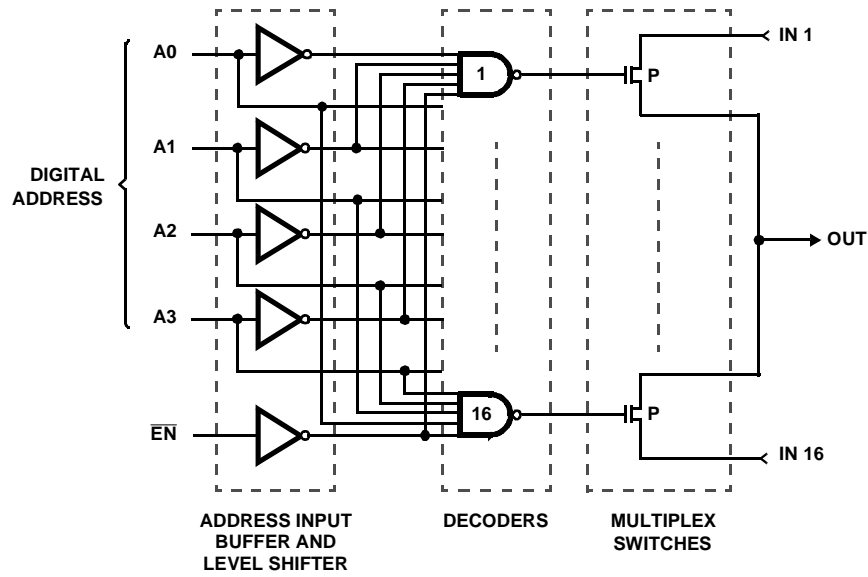 A0
IN 1
1
P
A1
DIGITAL
ADDRESS
A2
OUT
A3
16
P
E̅N̅
IN 16
ADDRESS INPUT
BUFFER AND
LEVEL SHIFTER
DECODERS
MULTIPLEX
SWITCHES